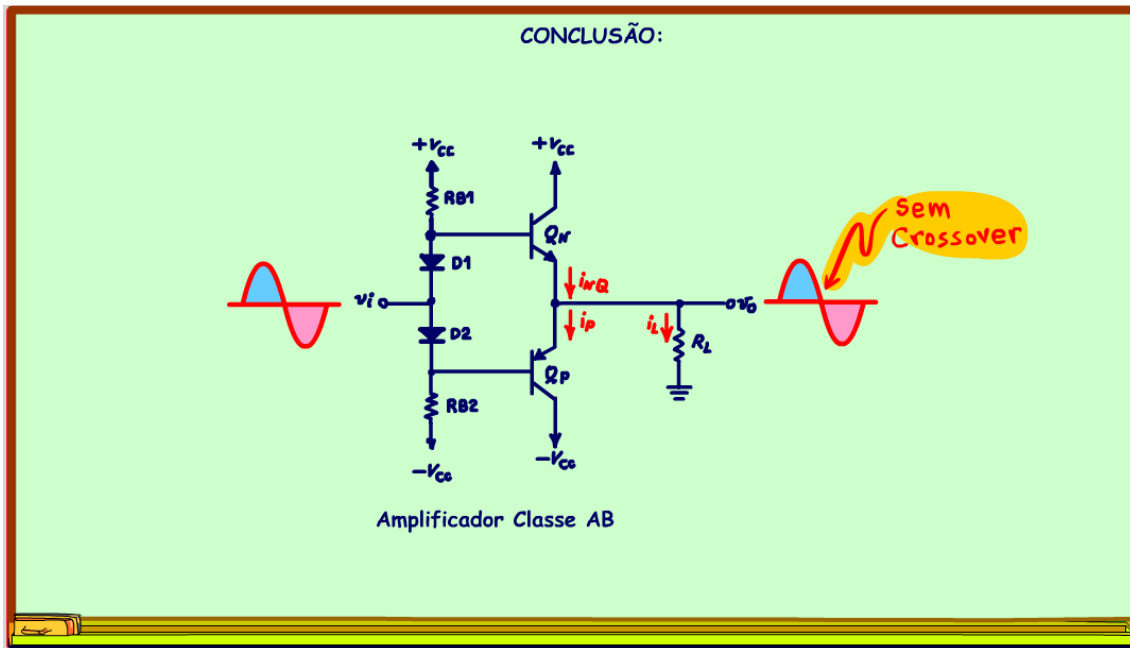 CONCLUSÃO:
+VCC
+VCC
RB1
QN
D1
iNQ
vi
vo
iP
iL
RL
D2
QP
RB2
-VCC
-VCC
Sem
Crossover
Amplificador Classe AB